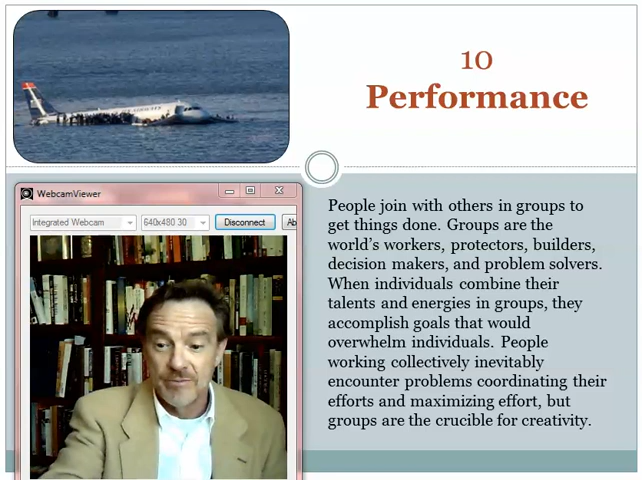 10
Performance
WebcamViewer
Integrated Webcam
640x480.30
Disconnect
Ab
People join with others in groups to
get things done. Groups are the
world's workers, protectors, builders,
decision makers, and problem solvers.
When individuals combine their
talents and energies in groups, they
accomplish goals that would
overwhelm individuals. People
working collectively inevitably
encounter problems coordinating their
efforts and maximizing effort, but
groups are the crucible for creativity.